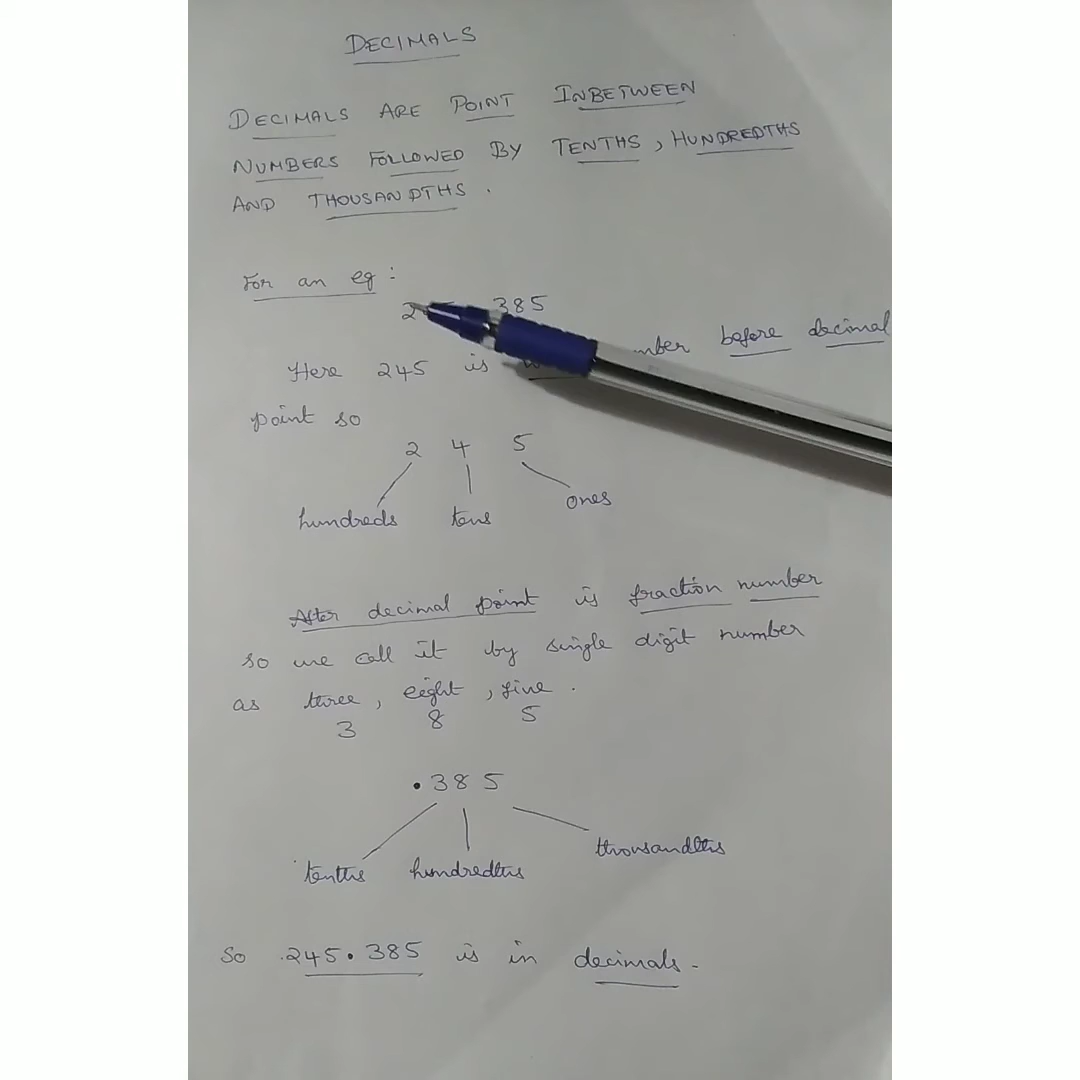 DECIMALS
DECIMALS ARE POINT INBETWEEN
NUMBERS FOLLOWED BY TENTHS, HUNDREDTHS
AND THOUSANDTHS.
For an eg:
385
Here 245 is before decimal
point so
2 4 5
hundreds tens ones
After decimal point is fraction number
so we call it by single digit number
as three, eight, five.
3 8 5
.385
tenths hundredths thousandths
So 245.385 is in decimals.